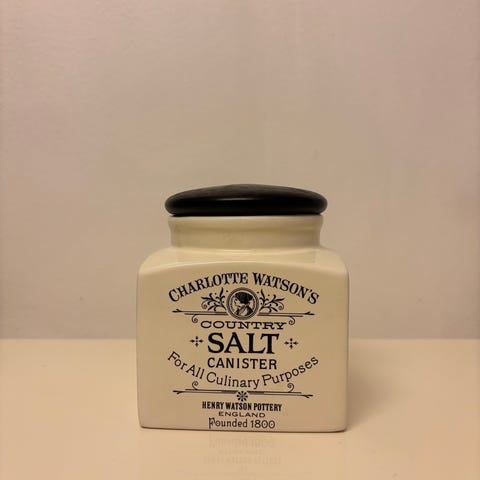 CHARLOTTE WATSON'S
COUNTRY
SALT
CANISTER
For All Culinary Purposes
HENRY WATSON POTTERY
ENGLAND
Founded 1800